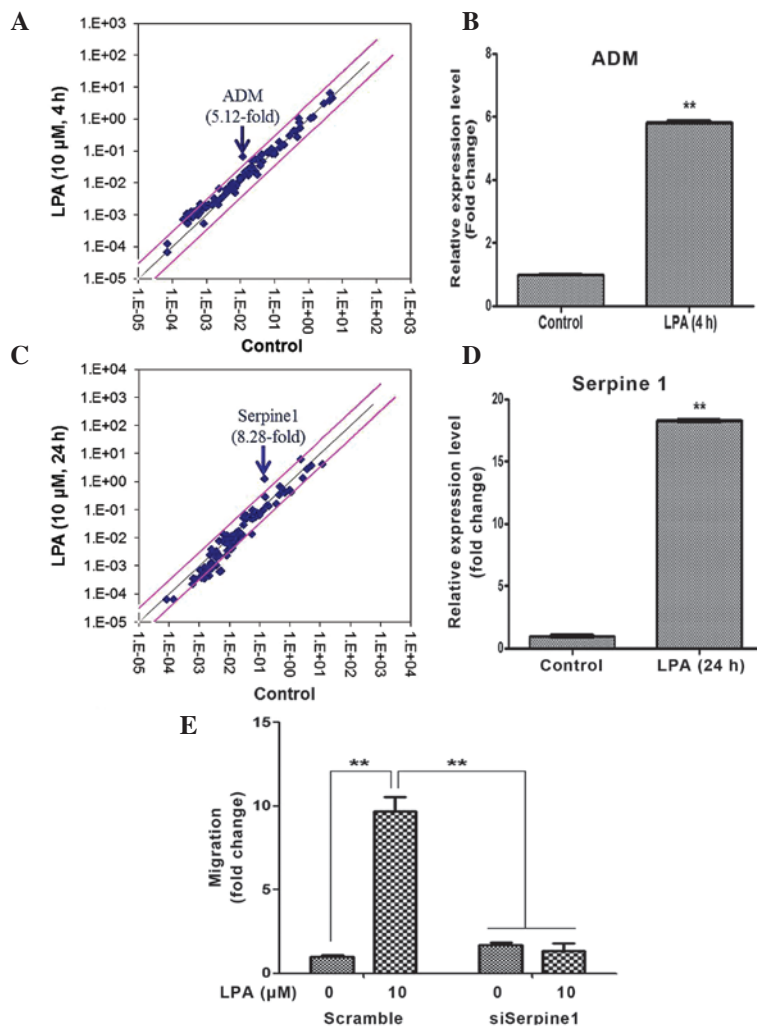 A
LPA (10 µM, 4 h)
1.E+03
1.E+02
1.E+01
1.E+00
1.E-01
1.E-02
1.E-03
1.E-04
1.E-05
ADM
(5.12-fold)
1.E-05
1.E-04
1.E-03
1.E-02
1.E-01
1.E+00
1.E+01
1.E+02
1.E+03
Control
B
ADM
Relative expression level
(Fold change)
8
6
4
2
0
**
Control
LPA (4 h)
C
LPA (10 µM, 24 h)
1.E+04
1.E+03
1.E+02
1.E+01
1.E+00
1.E-01
1.E-02
1.E-03
1.E-04
1.E-05
Serpine1
(8.28-fold)
1.E-05
1.E-04
1.E-03
1.E-02
1.E-01
1.E+00
1.E+01
1.E+02
1.E+03
1.E+04
Control
D
Serpine 1
Relative expression level
(fold change)
20
15
10
5
0
**
Control
LPA (24 h)
E
Migration
(fold change)
15
10
5
0
**
**
LPA (µM)
0
10
0
10
Scramble
siSerpine1